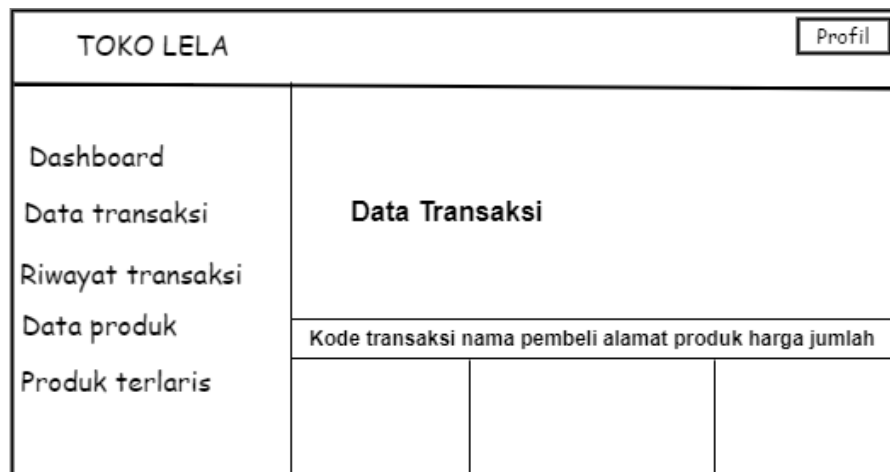 TOKO LELA
Profil
Dashboard
Data transaksi
Riwayat transaksi
Data produk
Produk terlaris
Data Transaksi
Kode transaksi nama pembeli alamat produk harga jumlah